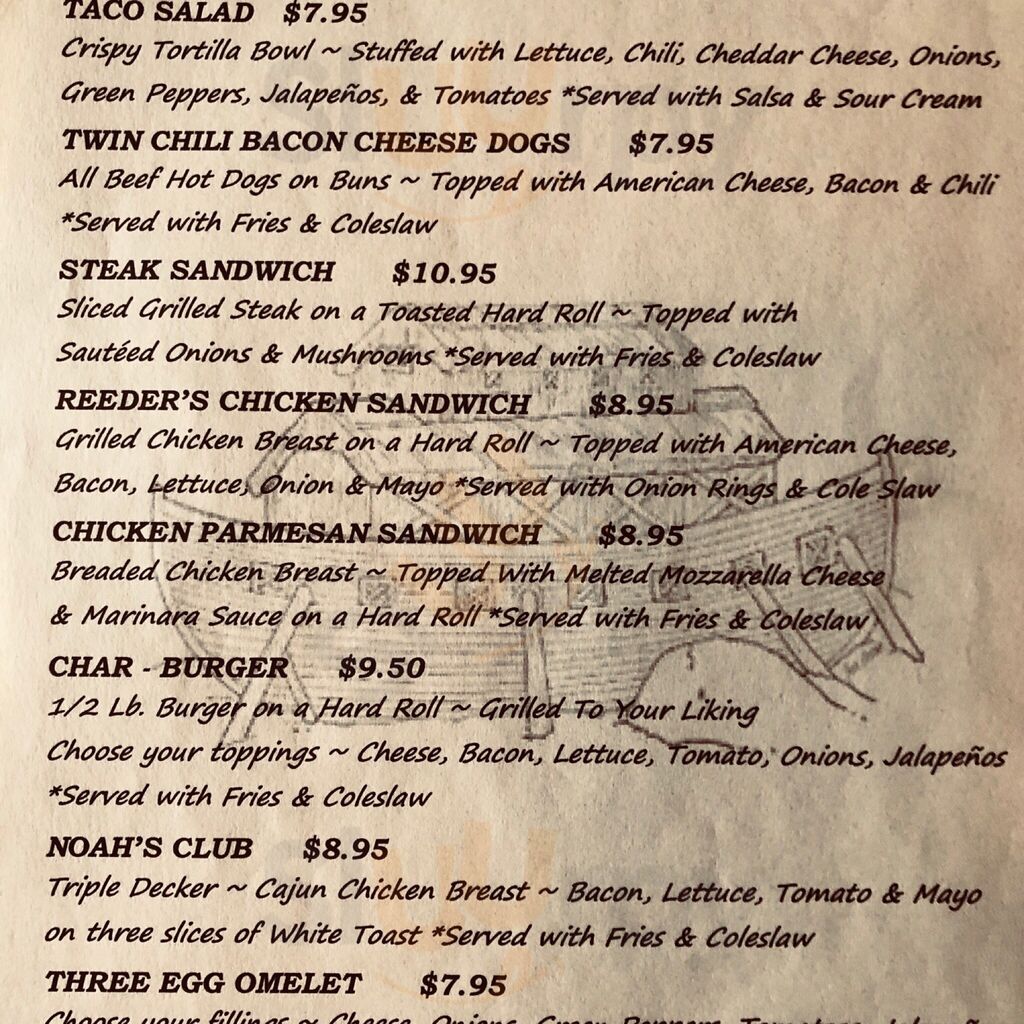 TACO SALAD $7.95
Crispy Tortilla Bowl ~ Stuffed with Lettuce, Chili, Cheddar Cheese, Onions,
Green Peppers, Jalapeños, & Tomatoes *Served with Salsa & Sour Cream
TWIN CHILI BACON CHEESE DOGS $7.95
All Beef Hot Dogs on Buns ~ Topped with American Cheese, Bacon & Chili
*Served with Fries & Coleslaw
STEAK SANDWICH $10.95
Sliced Grilled Steak on a Toasted Hard Roll ~ Topped with
Sautéed Onions & Mushrooms *Served with Fries & Coleslaw
REEDER'S CHICKEN SANDWICH $8.95
Grilled Chicken Breast on a Hard Roll ~ Topped with American Cheese,
Bacon, Lettuce, Onion & Mayo *Served with Onion Rings & Cole Slaw
CHICKEN PARMESAN SANDWICH $8.95
Breaded Chicken Breast ~ Topped With Melted Mozzarella Cheese
& Marinara Sauce on a Hard Roll *Served with Fries & Coleslaw
CHAR - BURGER $9.50
1/2 Lb. Burger on a Hard Roll ~ Grilled To Your Liking
Choose your toppings ~ Cheese, Bacon, Lettuce, Tomato, Onions, Jalapeños
*Served with Fries & Coleslaw
NOAH'S CLUB $8.95
Triple Decker ~ Cajun Chicken Breast ~ Bacon, Lettuce, Tomato & Mayo
on three slices of White Toast *Served with Fries & Coleslaw
THREE EGG OMELET $7.95
Choose your fillings ~ Cheese, Onions, Green Peppers, Tomatoes,